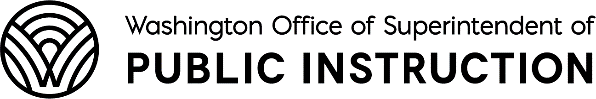 Washington Office of Superintendent of
PUBLIC INSTRUCTION